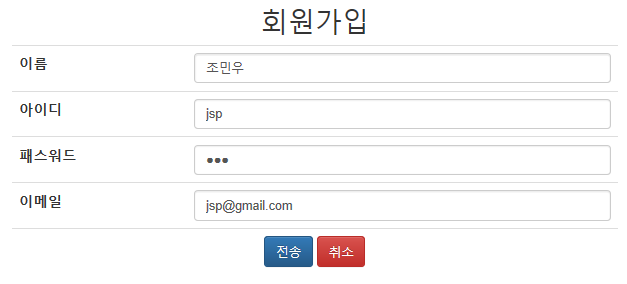 회원가입
이름 조민우
아이디 jsp
패스워드 ●●●
이메일 jsp@gmail.com
전송 취소